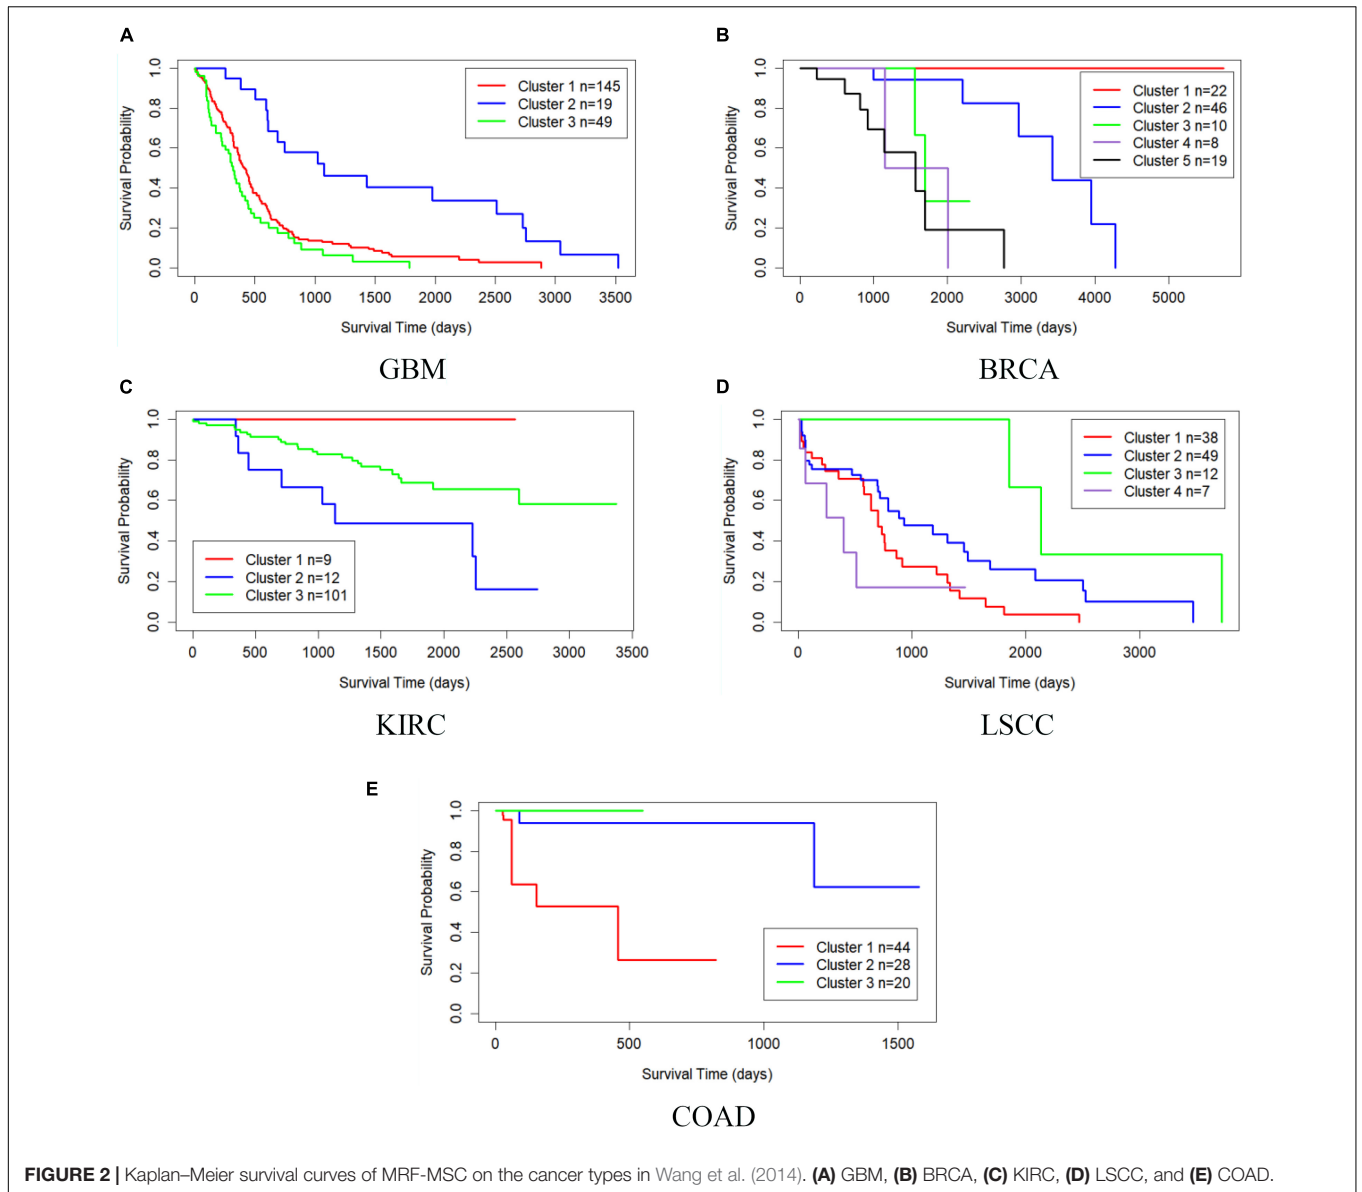 A
Survival Probability
1.0
0.8
0.6
0.4
0.2
0.0
Cluster 1 n=145
Cluster 2 n=19
Cluster 3 n=49
0 500 1000 1500 2000 2500 3000 3500
Survival Time (days)
GBM
B
Survival Probability
1.0
0.8
0.6
0.4
0.2
0.0
Cluster 1 n=22
Cluster 2 n=46
Cluster 3 n=10
Cluster 4 n=8
Cluster 5 n=19
0 1000 2000 3000 4000 5000
Survival Time (days)
BRCA
C
Survival Probability
1.0
0.8
0.6
0.4
0.2
0.0
Cluster 1 n=9
Cluster 2 n=12
Cluster 3 n=101
0 500 1000 1500 2000 2500 3000 3500
Survival Time (days)
KIRC
D
Survival Probability
1.0
0.8
0.6
0.4
0.2
0.0
Cluster 1 n=38
Cluster 2 n=49
Cluster 3 n=12
Cluster 4 n=7
0 1000 2000 3000
Survival Time (days)
LSCC
E
Survival Probability
1.0
0.8
0.6
0.4
0.2
0.0
Cluster 1 n=44
Cluster 2 n=28
Cluster 3 n=20
0 500 1000 1500
Survival Time (days)
COAD
FIGURE 2 | Kaplan–Meier survival curves of MRF-MSC on the cancer types in Wang et al. (2014). (A) GBM, (B) BRCA, (C) KIRC, (D) LSCC, and (E) COAD.